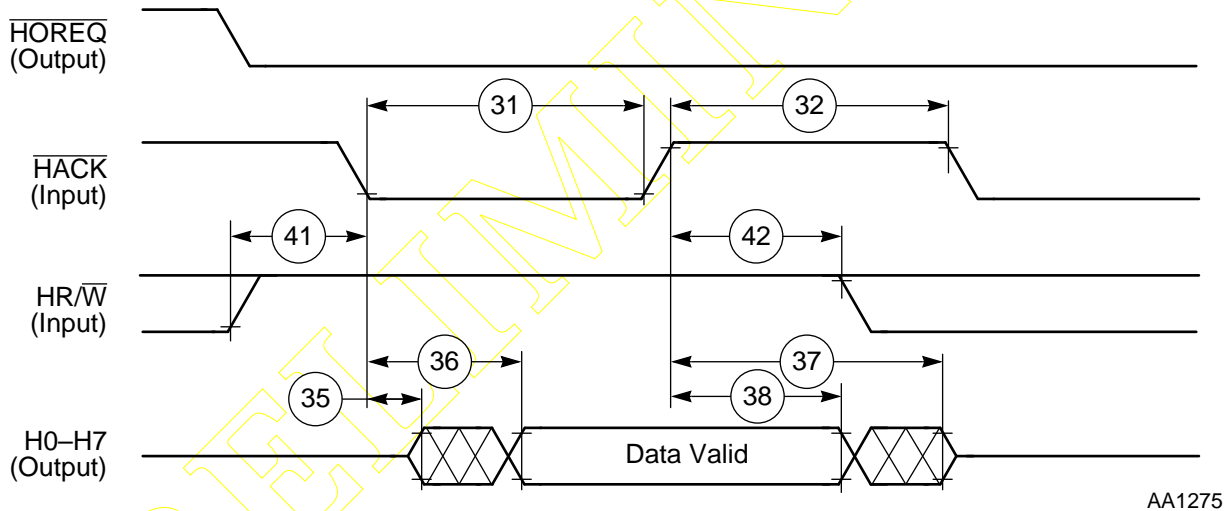 HOREQ
(Output)
31
32
HACK
(Input)
41
42
HR/W
(Input)
36
37
35
38
H0–H7
(Output)
Data Valid
AA1275